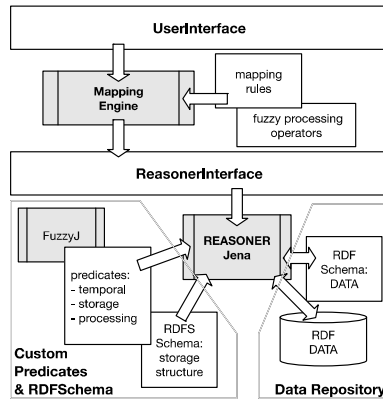 UserInterface
Mapping
Engine
mapping
rules
fuzzy processing
operators
ReasonerInterface
FuzzyJ
REASONER
Jena
predicates:
- temporal
- storage
- processing
RDF
Schema:
DATA
RDFS
Schema:
storage
structure
RDF
DATA
Custom
Predicates
& RDFSchema
Data Repository